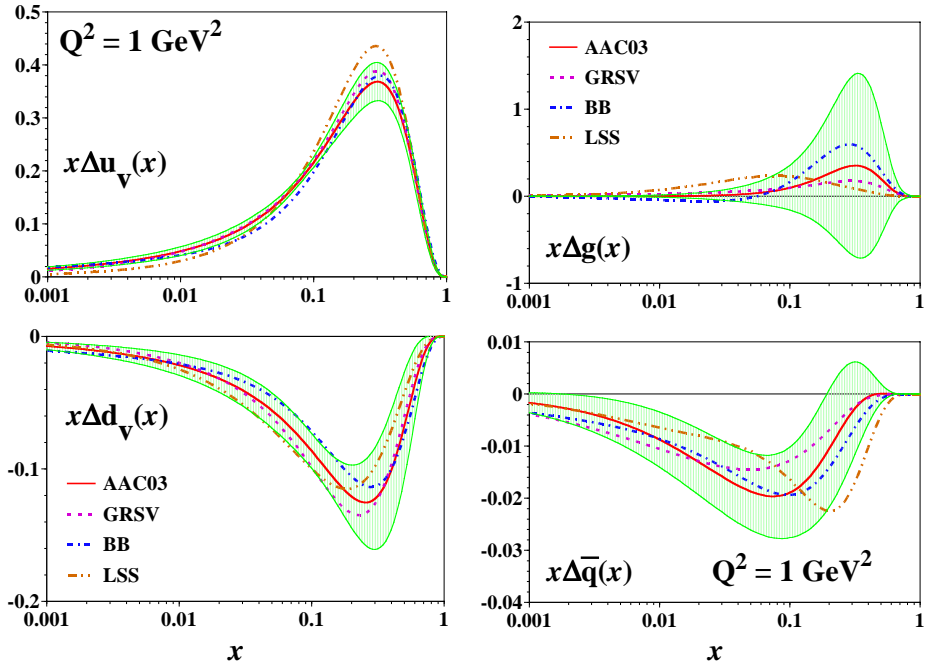 Q² = 1 GeV²
0.5
0.4
0.3
0.2
0.1
0
xΔu_v(x)
0.001
0.01
0.1
1
2
1
0
-1
AAC03
GRSV
BB
LSS
xΔg(x)
0.001
0.01
0.1
1
0
-0.1
-0.2
xΔd_v(x)
AAC03
GRSV
BB
LSS
0.001
0.01
0.1
1
x
0.01
0
-0.01
-0.02
-0.03
-0.04
xΔq̅(x)
Q² = 1 GeV²
0.001
0.01
0.1
1
x